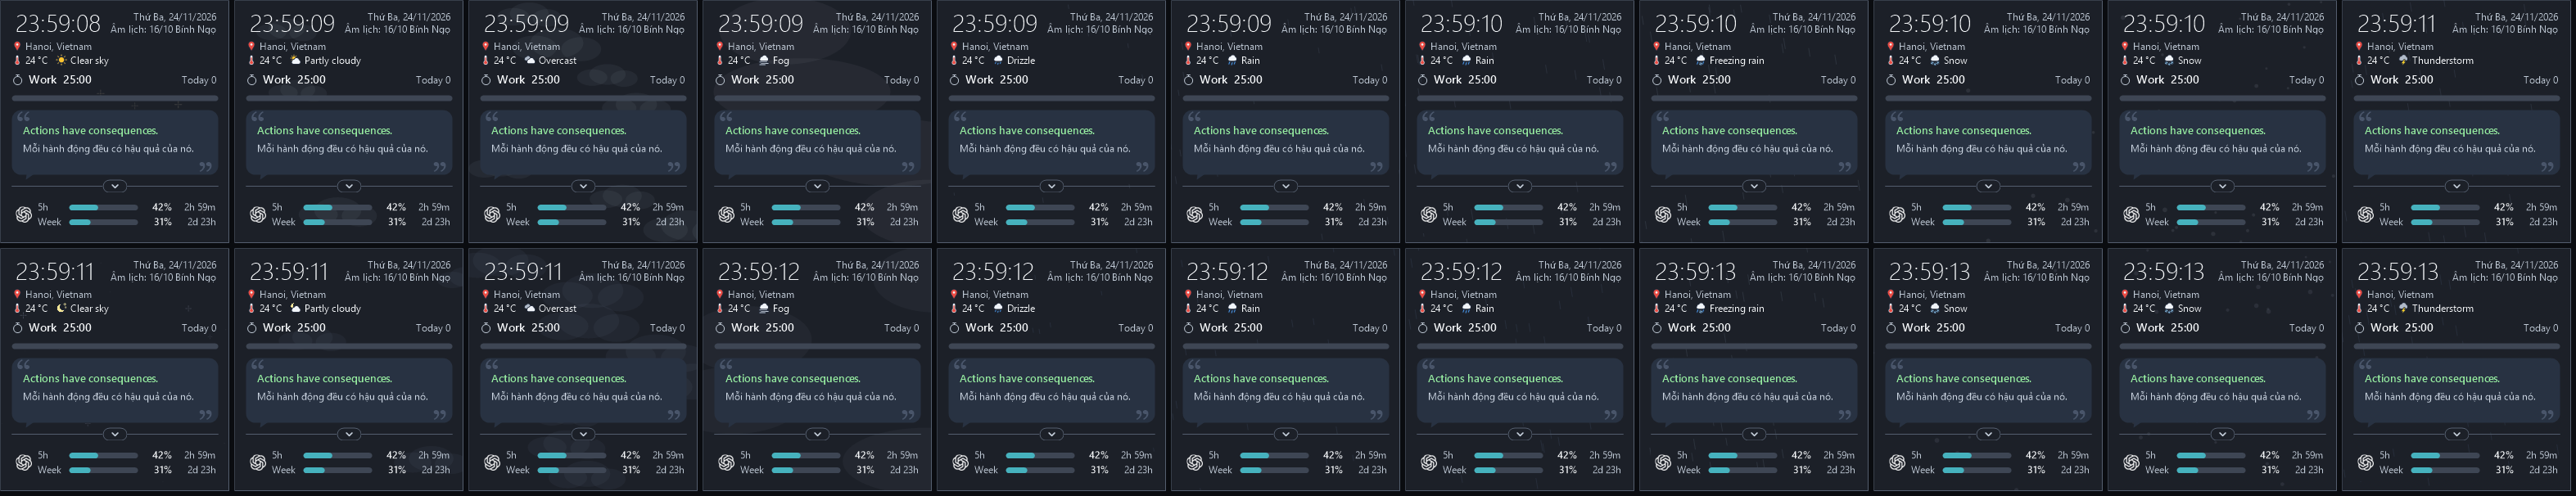 23:59:08 Thứ Ba, 24/11/2026
Âm lịch: 16/10 Bính Ngọ
Hanoi, Vietnam
24 °C Clear sky
Work 25:00 Today 0
“
Actions have consequences.
Mỗi hành động đều có hậu quả của nó.
”
5h 42% 2h 59m
Week 31% 2d 23h
23:59:09 Thứ Ba, 24/11/2026
Âm lịch: 16/10 Bính Ngọ
Hanoi, Vietnam
24 °C Partly cloudy
Work 25:00 Today 0
“
Actions have consequences.
Mỗi hành động đều có hậu quả của nó.
”
5h 42% 2h 59m
Week 31% 2d 23h
23:59:09 Thứ Ba, 24/11/2026
Âm lịch: 16/10 Bính Ngọ
Hanoi, Vietnam
24 °C Overcast
Work 25:00 Today 0
“
Actions have consequences.
Mỗi hành động đều có hậu quả của nó.
”
5h 42% 2h 59m
Week 31% 2d 23h
23:59:09 Thứ Ba, 24/11/2026
Âm lịch: 16/10 Bính Ngọ
Hanoi, Vietnam
24 °C Fog
Work 25:00 Today 0
“
Actions have consequences.
Mỗi hành động đều có hậu quả của nó.
”
5h 42% 2h 59m
Week 31% 2d 23h
23:59:09 Thứ Ba, 24/11/2026
Âm lịch: 16/10 Bính Ngọ
Hanoi, Vietnam
24 °C Drizzle
Work 25:00 Today 0
“
Actions have consequences.
Mỗi hành động đều có hậu quả của nó.
”
5h 42% 2h 59m
Week 31% 2d 23h
23:59:09 Thứ Ba, 24/11/2026
Âm lịch: 16/10 Bính Ngọ
Hanoi, Vietnam
24 °C Rain
Work 25:00 Today 0
“
Actions have consequences.
Mỗi hành động đều có hậu quả của nó.
”
5h 42% 2h 59m
Week 31% 2d 23h
23:59:10 Thứ Ba, 24/11/2026
Âm lịch: 16/10 Bính Ngọ
Hanoi, Vietnam
24 °C Rain
Work 25:00 Today 0
“
Actions have consequences.
Mỗi hành động đều có hậu quả của nó.
”
5h 42% 2h 59m
Week 31% 2d 23h
23:59:10 Thứ Ba, 24/11/2026
Âm lịch: 16/10 Bính Ngọ
Hanoi, Vietnam
24 °C Freezing rain
Work 25:00 Today 0
“
Actions have consequences.
Mỗi hành động đều có hậu quả của nó.
”
5h 42% 2h 59m
Week 31% 2d 23h
23:59:10 Thứ Ba, 24/11/2026
Âm lịch: 16/10 Bính Ngọ
Hanoi, Vietnam
24 °C Snow
Work 25:00 Today 0
“
Actions have consequences.
Mỗi hành động đều có hậu quả của nó.
”
5h 42% 2h 59m
Week 31% 2d 23h
23:59:10 Thứ Ba, 24/11/2026
Âm lịch: 16/10 Bính Ngọ
Hanoi, Vietnam
24 °C Snow
Work 25:00 Today 0
“
Actions have consequences.
Mỗi hành động đều có hậu quả của nó.
”
5h 42% 2h 59m
Week 31% 2d 23h
23:59:11 Thứ Ba, 24/11/2026
Âm lịch: 16/10 Bính Ngọ
Hanoi, Vietnam
24 °C Thunderstorm
Work 25:00 Today 0
“
Actions have consequences.
Mỗi hành động đều có hậu quả của nó.
”
5h 42% 2h 59m
Week 31% 2d 23h
23:59:11 Thứ Ba, 24/11/2026
Âm lịch: 16/10 Bính Ngọ
Hanoi, Vietnam
24 °C Clear sky
Work 25:00 Today 0
“
Actions have consequences.
Mỗi hành động đều có hậu quả của nó.
”
5h 42% 2h 59m
Week 31% 2d 23h
23:59:11 Thứ Ba, 24/11/2026
Âm lịch: 16/10 Bính Ngọ
Hanoi, Vietnam
24 °C Partly cloudy
Work 25:00 Today 0
“
Actions have consequences.
Mỗi hành động đều có hậu quả của nó.
”
5h 42% 2h 59m
Week 31% 2d 23h
23:59:11 Thứ Ba, 24/11/2026
Âm lịch: 16/10 Bính Ngọ
Hanoi, Vietnam
24 °C Overcast
Work 25:00 Today 0
“
Actions have consequences.
Mỗi hành động đều có hậu quả của nó.
”
5h 42% 2h 59m
Week 31% 2d 23h
23:59:12 Thứ Ba, 24/11/2026
Âm lịch: 16/10 Bính Ngọ
Hanoi, Vietnam
24 °C Fog
Work 25:00 Today 0
“
Actions have consequences.
Mỗi hành động đều có hậu quả của nó.
”
5h 42% 2h 59m
Week 31% 2d 23h
23:59:12 Thứ Ba, 24/11/2026
Âm lịch: 16/10 Bính Ngọ
Hanoi, Vietnam
24 °C Drizzle
Work 25:00 Today 0
“
Actions have consequences.
Mỗi hành động đều có hậu quả của nó.
”
5h 42% 2h 59m
Week 31% 2d 23h
23:59:12 Thứ Ba, 24/11/2026
Âm lịch: 16/10 Bính Ngọ
Hanoi, Vietnam
24 °C Rain
Work 25:00 Today 0
“
Actions have consequences.
Mỗi hành động đều có hậu quả của nó.
”
5h 42% 2h 59m
Week 31% 2d 23h
23:59:12 Thứ Ba, 24/11/2026
Âm lịch: 16/10 Bính Ngọ
Hanoi, Vietnam
24 °C Rain
Work 25:00 Today 0
“
Actions have consequences.
Mỗi hành động đều có hậu quả của nó.
”
5h 42% 2h 59m
Week 31% 2d 23h
23:59:13 Thứ Ba, 24/11/2026
Âm lịch: 16/10 Bính Ngọ
Hanoi, Vietnam
24 °C Freezing rain
Work 25:00 Today 0
“
Actions have consequences.
Mỗi hành động đều có hậu quả của nó.
”
5h 42% 2h 59m
Week 31% 2d 23h
23:59:13 Thứ Ba, 24/11/2026
Âm lịch: 16/10 Bính Ngọ
Hanoi, Vietnam
24 °C Snow
Work 25:00 Today 0
“
Actions have consequences.
Mỗi hành động đều có hậu quả của nó.
”
5h 42% 2h 59m
Week 31% 2d 23h
23:59:13 Thứ Ba, 24/11/2026
Âm lịch: 16/10 Bính Ngọ
Hanoi, Vietnam
24 °C Snow
Work 25:00 Today 0
“
Actions have consequences.
Mỗi hành động đều có hậu quả của nó.
”
5h 42% 2h 59m
Week 31% 2d 23h
23:59:13 Thứ Ba, 24/11/2026
Âm lịch: 16/10 Bính Ngọ
Hanoi, Vietnam
24 °C Thunderstorm
Work 25:00 Today 0
“
Actions have consequences.
Mỗi hành động đều có hậu quả của nó.
”
5h 42% 2h 59m
Week 31% 2d 23h